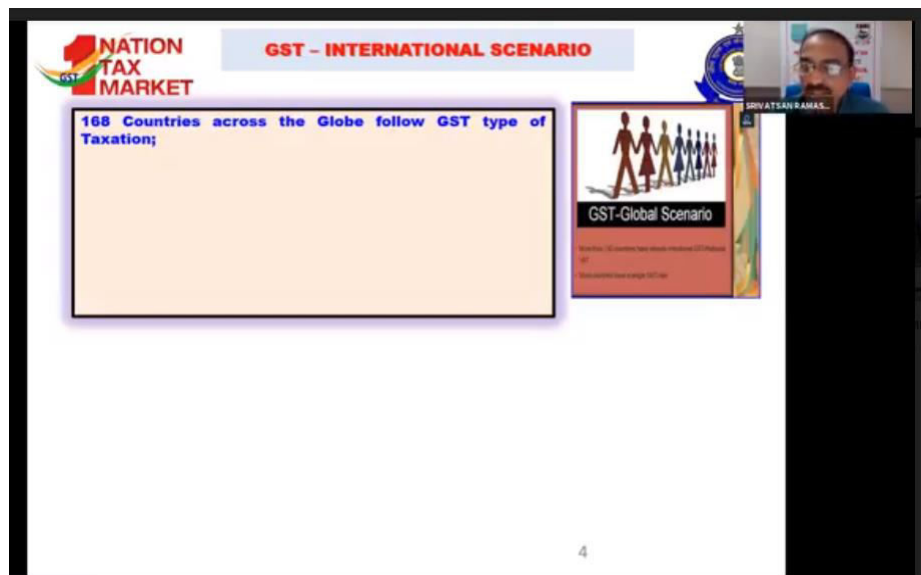 NATION
TAX
MARKET
GST
GST – INTERNATIONAL SCENARIO
SRIVATSAN RAMAS...
168 Countries across the Globe follow GST type of
Taxation;
GST-Global Scenario
4